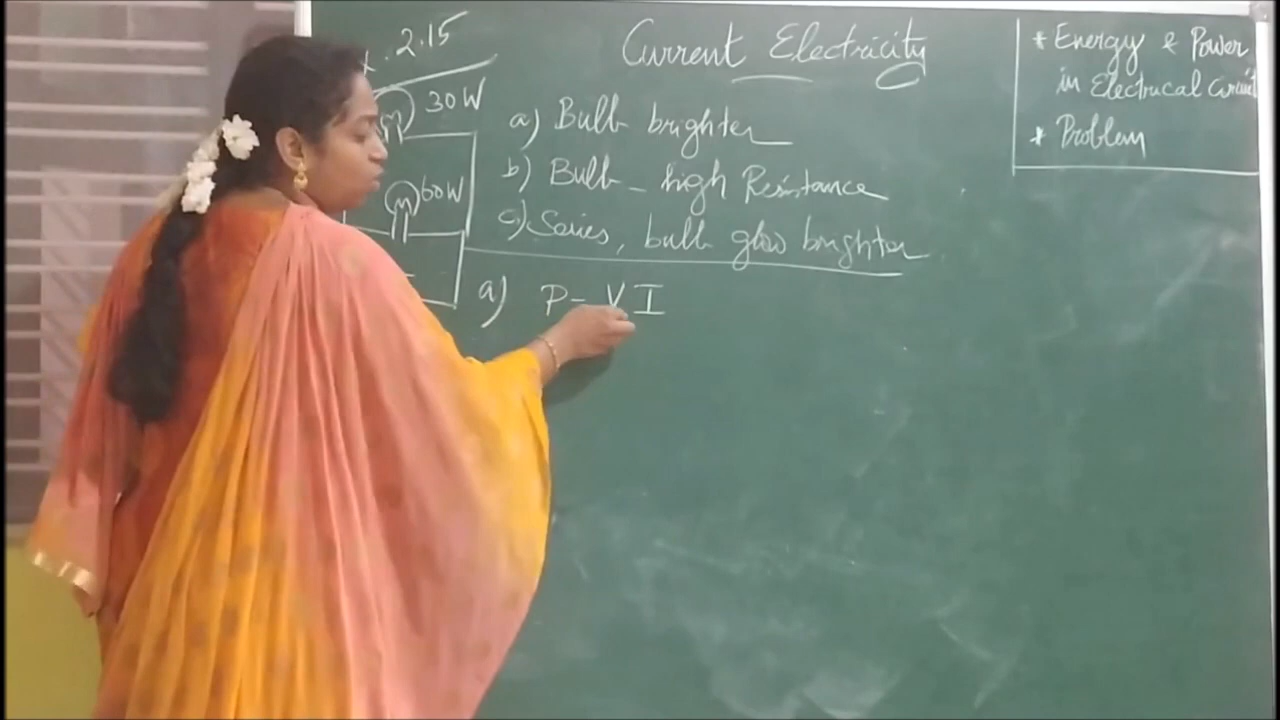 2.15
Current Electricity
* Energy & Power
in Electrical Circuit
* Problem
30W
60W
a) Bulb brighter
b) Bulb - high Resistance
c) Series, bulb glow brighter
a) P = VI